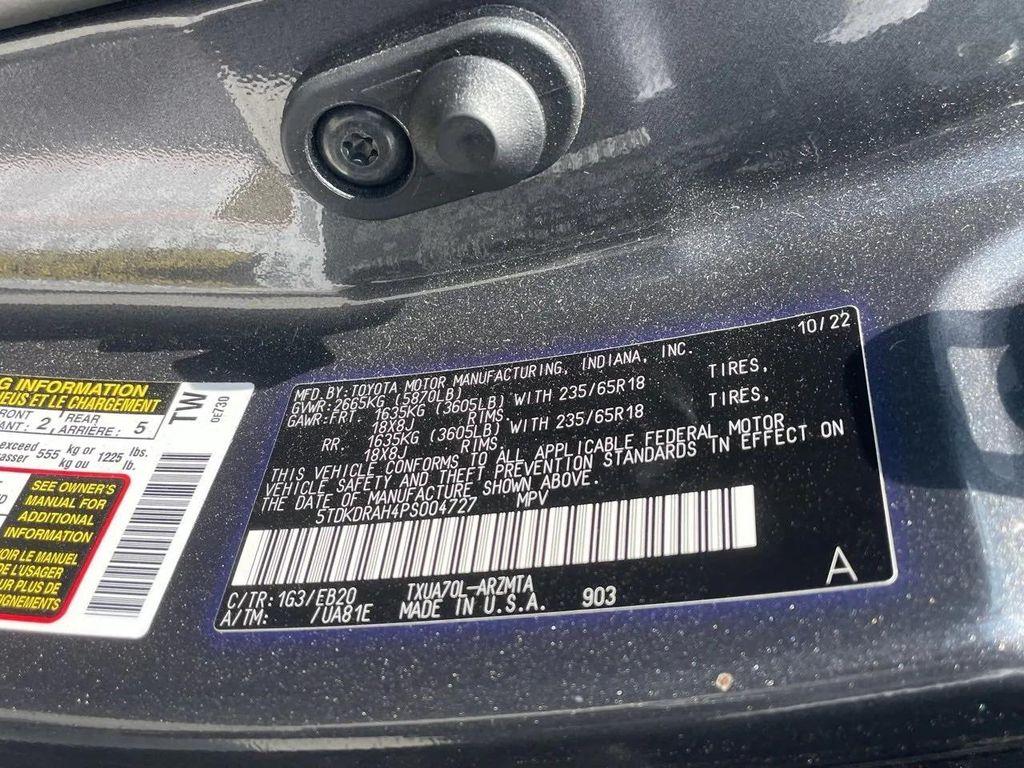 G INFORMATION
NEUS ET LE CHARGEMENT
FRONT 2 REAR 5
ANT: ARRIÈRE:
exceed 555 kg or 1225 lbs.
asser kg ou lb.
SEE OWNER'S
MANUAL FOR
ADDITIONAL
INFORMATION
OIR LE MANUEL
DE L'USAGER
UR PLUS DE
IGNEMENTS
TW
0E730
10/22
MFD.BY:TOYOTA MOTOR MANUFACTURING, INDIANA, INC.
GVWR:2665KG (5870LB)
GAWR:FRT 1635KG (3605LB) WITH 235/65R18 TIRES,
18X8J RIMS
RR. 1635KG (3605LB) WITH 235/65R18 TIRES,
18X8J RIMS
THIS VEHICLE CONFORMS TO ALL APPLICABLE FEDERAL MOTOR
VEHICLE SAFETY AND THEFT PREVENTION STANDARDS IN EFFECT ON
THE DATE OF MANUFACTURE SHOWN ABOVE.
5TDKDRAH4PS004727 MPV
C/TR:1G3/EB20 TXUA70L-ARZMTA
A/TM: /UA81E MADE IN U.S.A. 903
A